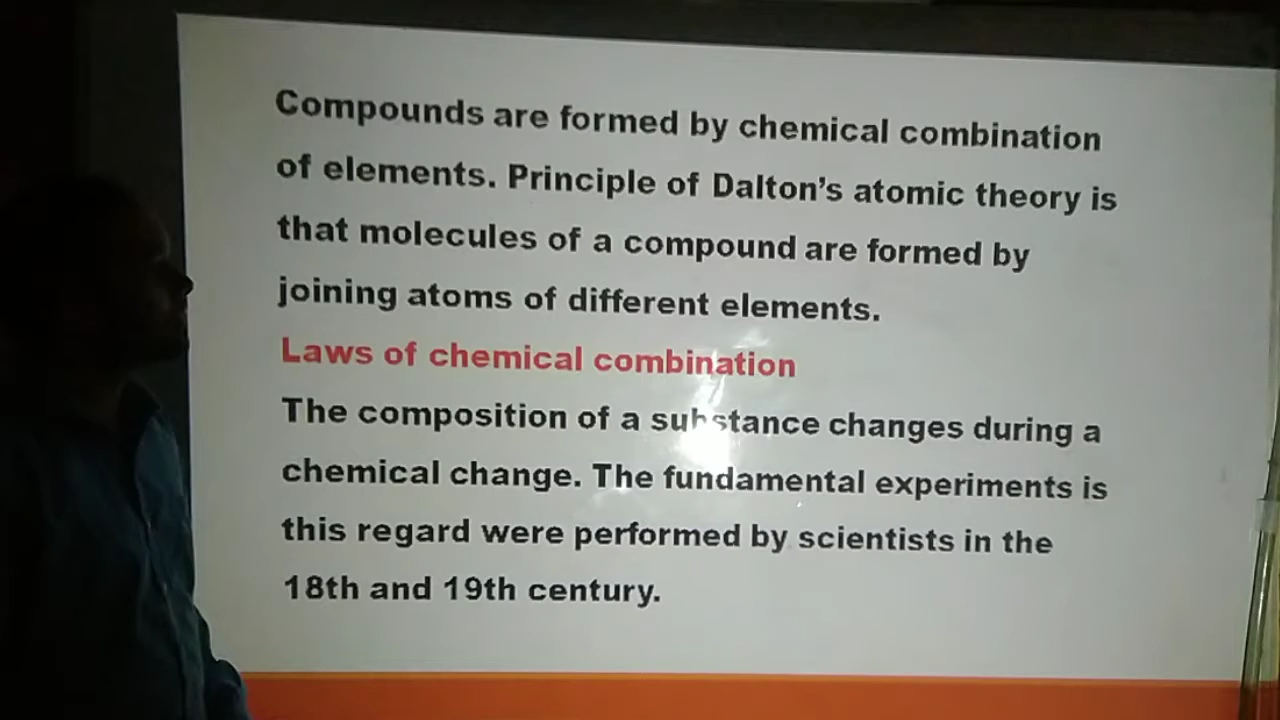 Compounds are formed by chemical combination
of elements. Principle of Dalton's atomic theory is
that molecules of a compound are formed by
joining atoms of different elements.
Laws of chemical combination
The composition of a substance changes during a
chemical change. The fundamental experiments is
this regard were performed by scientists in the
18th and 19th century.